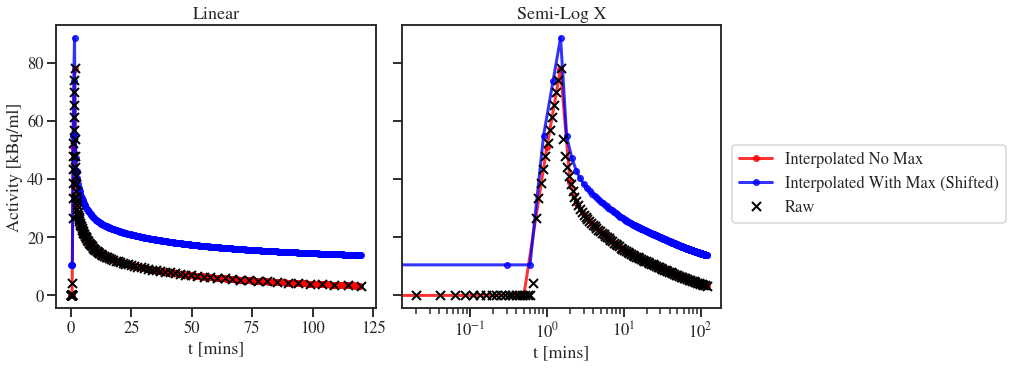 Linear
Semi-Log X
Activity [kBq/ml]
80
60
40
20
0
0 25 50 75 100 125
t [mins]
10⁻¹ 10⁰ 10¹ 10²
t [mins]
Interpolated No Max
Interpolated With Max (Shifted)
Raw